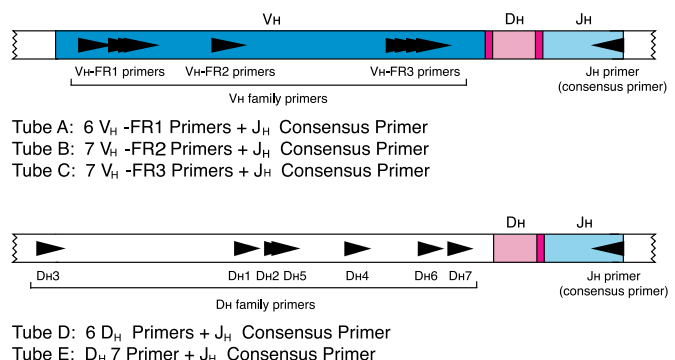 VH DH JH
VH-FR1 primers VH-FR2 primers VH-FR3 primers JH primer
(consensus primer)
VH family primers
Tube A: 6 VH -FR1 Primers + JH Consensus Primer
Tube B: 7 VH -FR2 Primers + JH Consensus Primer
Tube C: 7 VH -FR3 Primers + JH Consensus Primer
DH JH
DH3 DH1 DH2 DH5 DH4 DH6 DH7 JH primer
(consensus primer)
DH family primers
Tube D: 6 DH Primers + JH Consensus Primer
Tube E: DH 7 Primer + JH Consensus Primer